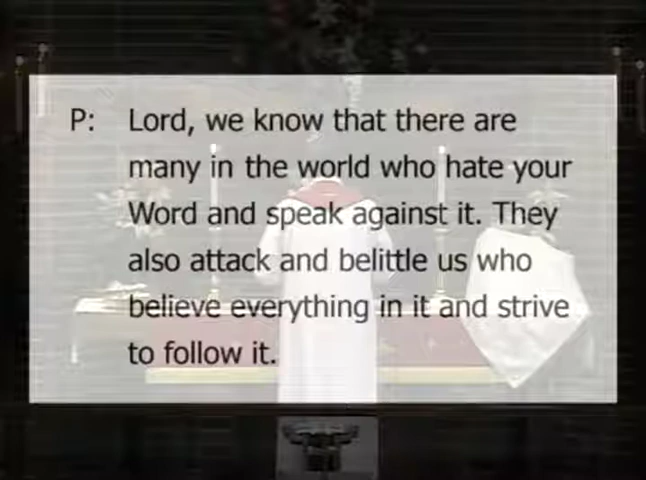 P: Lord, we know that there are
many in the world who hate your
Word and speak against it. They
also attack and belittle us who
believe everything in it and strive
to follow it.